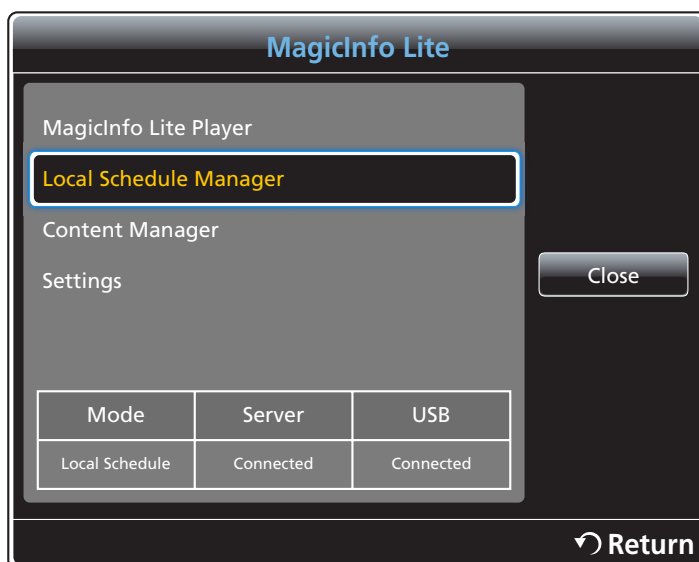 MagicInfo Lite
MagicInfo Lite Player
Local Schedule Manager
Content Manager
Settings
Close
Mode Server USB
Local Schedule Connected Connected
Return